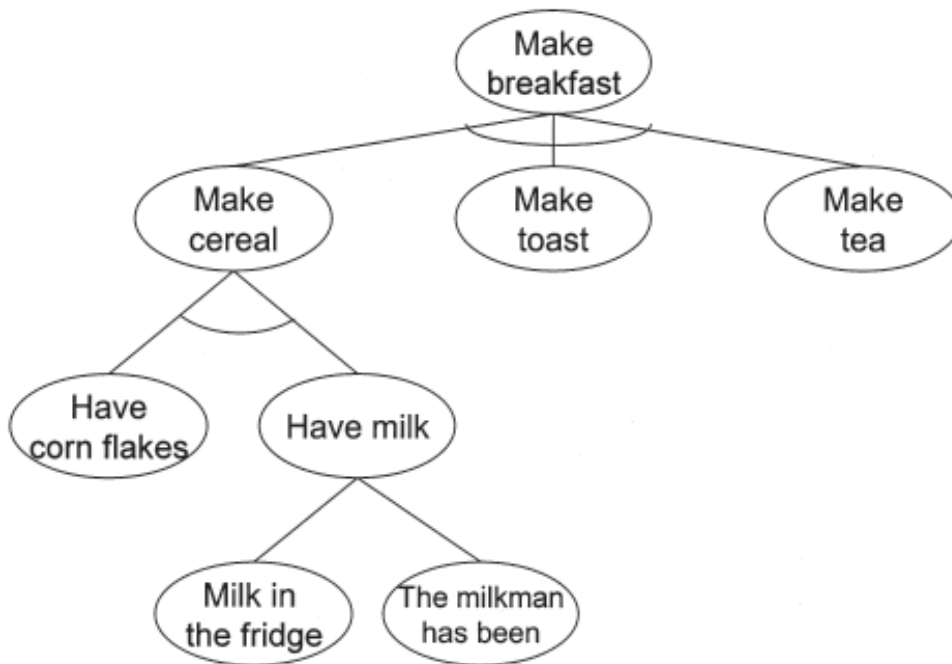 Make
breakfast
Make
cereal
Make
toast
Make
tea
Have
corn flakes
Have milk
Milk in
the fridge
The milkman
has been